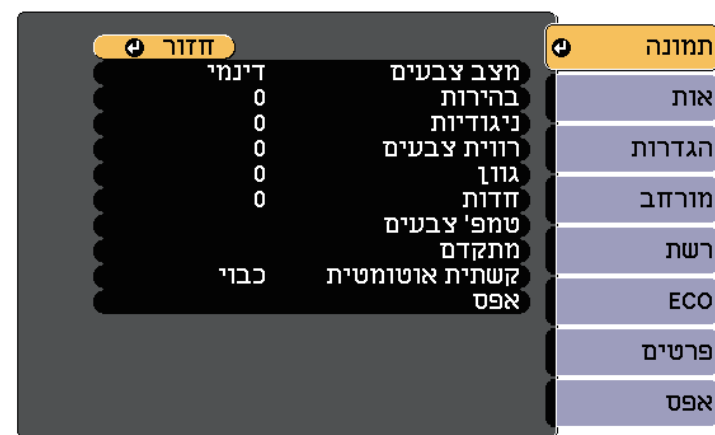 תמונה
אות
הגדרות
מורחב
רשת
ECO
פרטים
אפס
חזור
מצב צבעים דינמי
בהירות 0
ניגודיות 0
רווית צבעים 0
גוון 0
חדות 0
טמפ' צבעים
מתקדם
קשתית אוטומטית כבוי
אפס